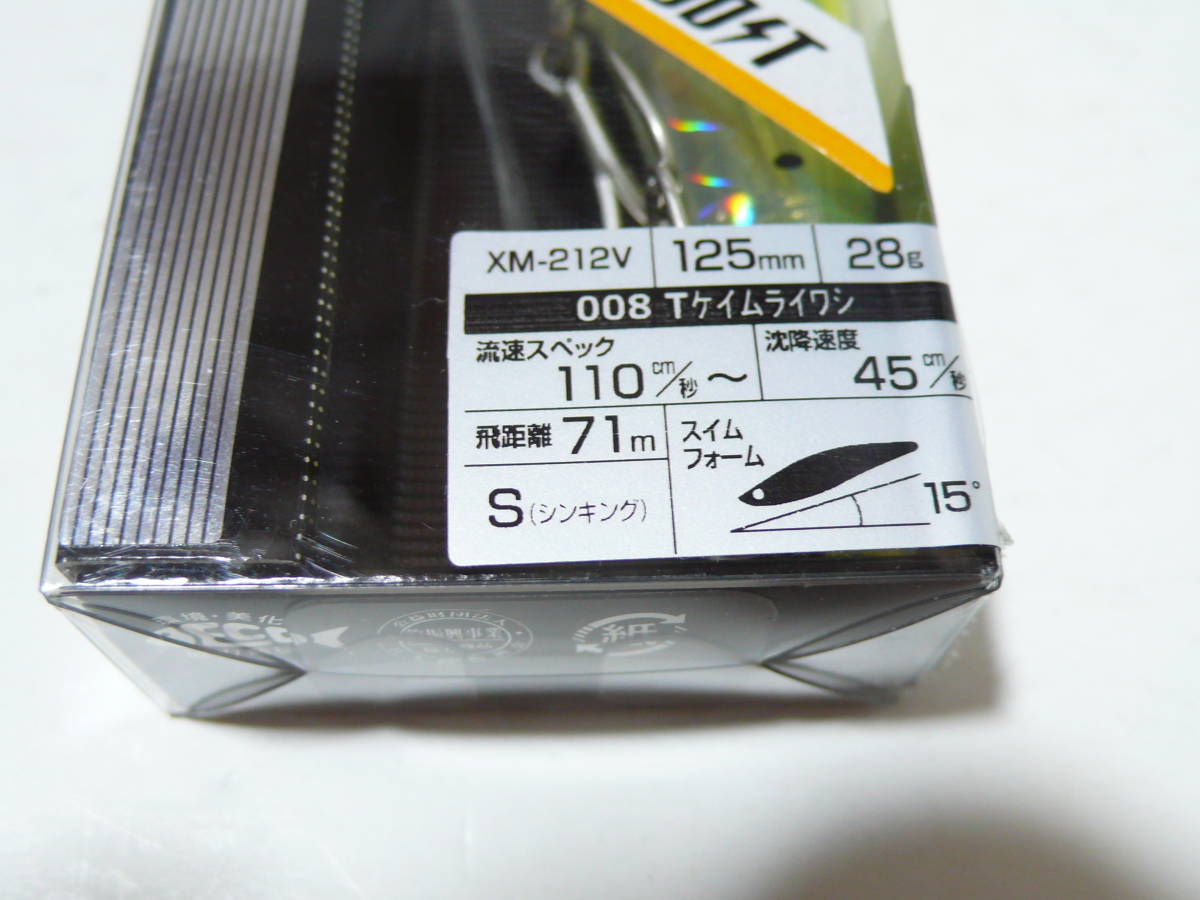 XM-212V 125mm 28g
008 Tケイムライワシ
流速スペック 110cm/秒〜
沈降速度 45cm/秒
飛距離 71m
S(シンキング)
スイム
フォーム
15°
紙